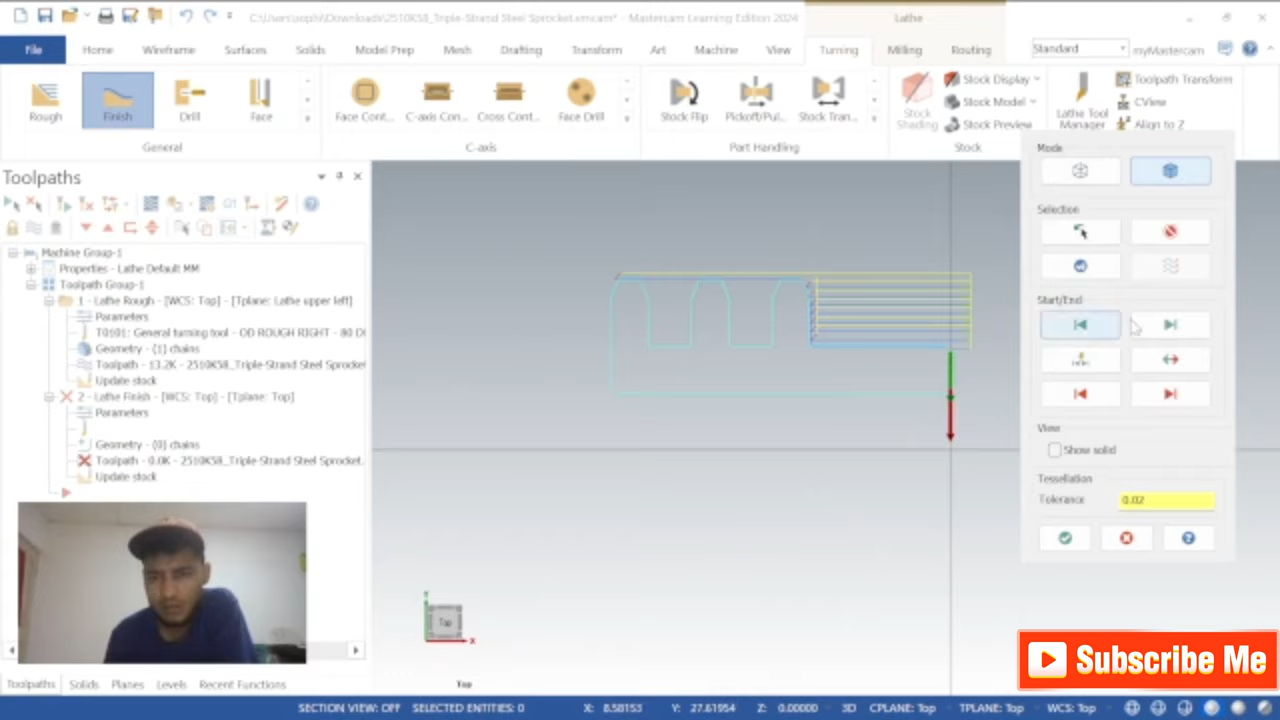 C:\Users\sophi\Downloads\2510K58_Triple-Strand Steel Sprocket.emcam* - Mastercam Learning Edition 2024
Lathe
File
Home
Wireframe
Surfaces
Solids
Model Prep
Mesh
Drafting
Transform
Art
Machine
View
Turning
Milling
Routing
Standard
myMastercam
Rough
Finish
Drill
Face
Face Cont...
C-axis Con...
Cross Cont...
Face Drill
Stock Flip
Pickoff/Pul...
Stock Tran...
Stock Shading
Stock Display
Stock Model
Stock Preview
Lathe Tool Manager
Toolpath Transform
CView
Align to Z
General
C-axis
Part Handling
Stock
Toolpaths
G1
Machine Group-1
Properties - Lathe Default MM
Toolpath Group-1
1 - Lathe Rough - [WCS: Top] - [Tplane: Lathe upper left]
Parameters
T0101: General turning tool - OD ROUGH RIGHT - 80 DI
Geometry - (1) chains
Toolpath - 13.2K - 2510K58_Triple-Strand Steel Sprocke
Update stock
2 - Lathe Finish - [WCS: Top] - [Tplane: Top]
Parameters
Geometry - (0) chains
Toolpath - 0.0K - 2510K58_Triple-Strand Steel Sprocket.
Update stock
Mode
Selection
Start/End
View
Show solid
Tessellation
Tolerance
0.02
Top
X
Top
Subscribe Me
Toolpaths
Solids
Planes
Levels
Recent Functions
SECTION VIEW: OFF
SELECTED ENTITIES: 0
X: 8.58153
Y: 27.61954
Z: 0.00000
3D
CPLANE: Top
TPLANE: Top
WCS: Top